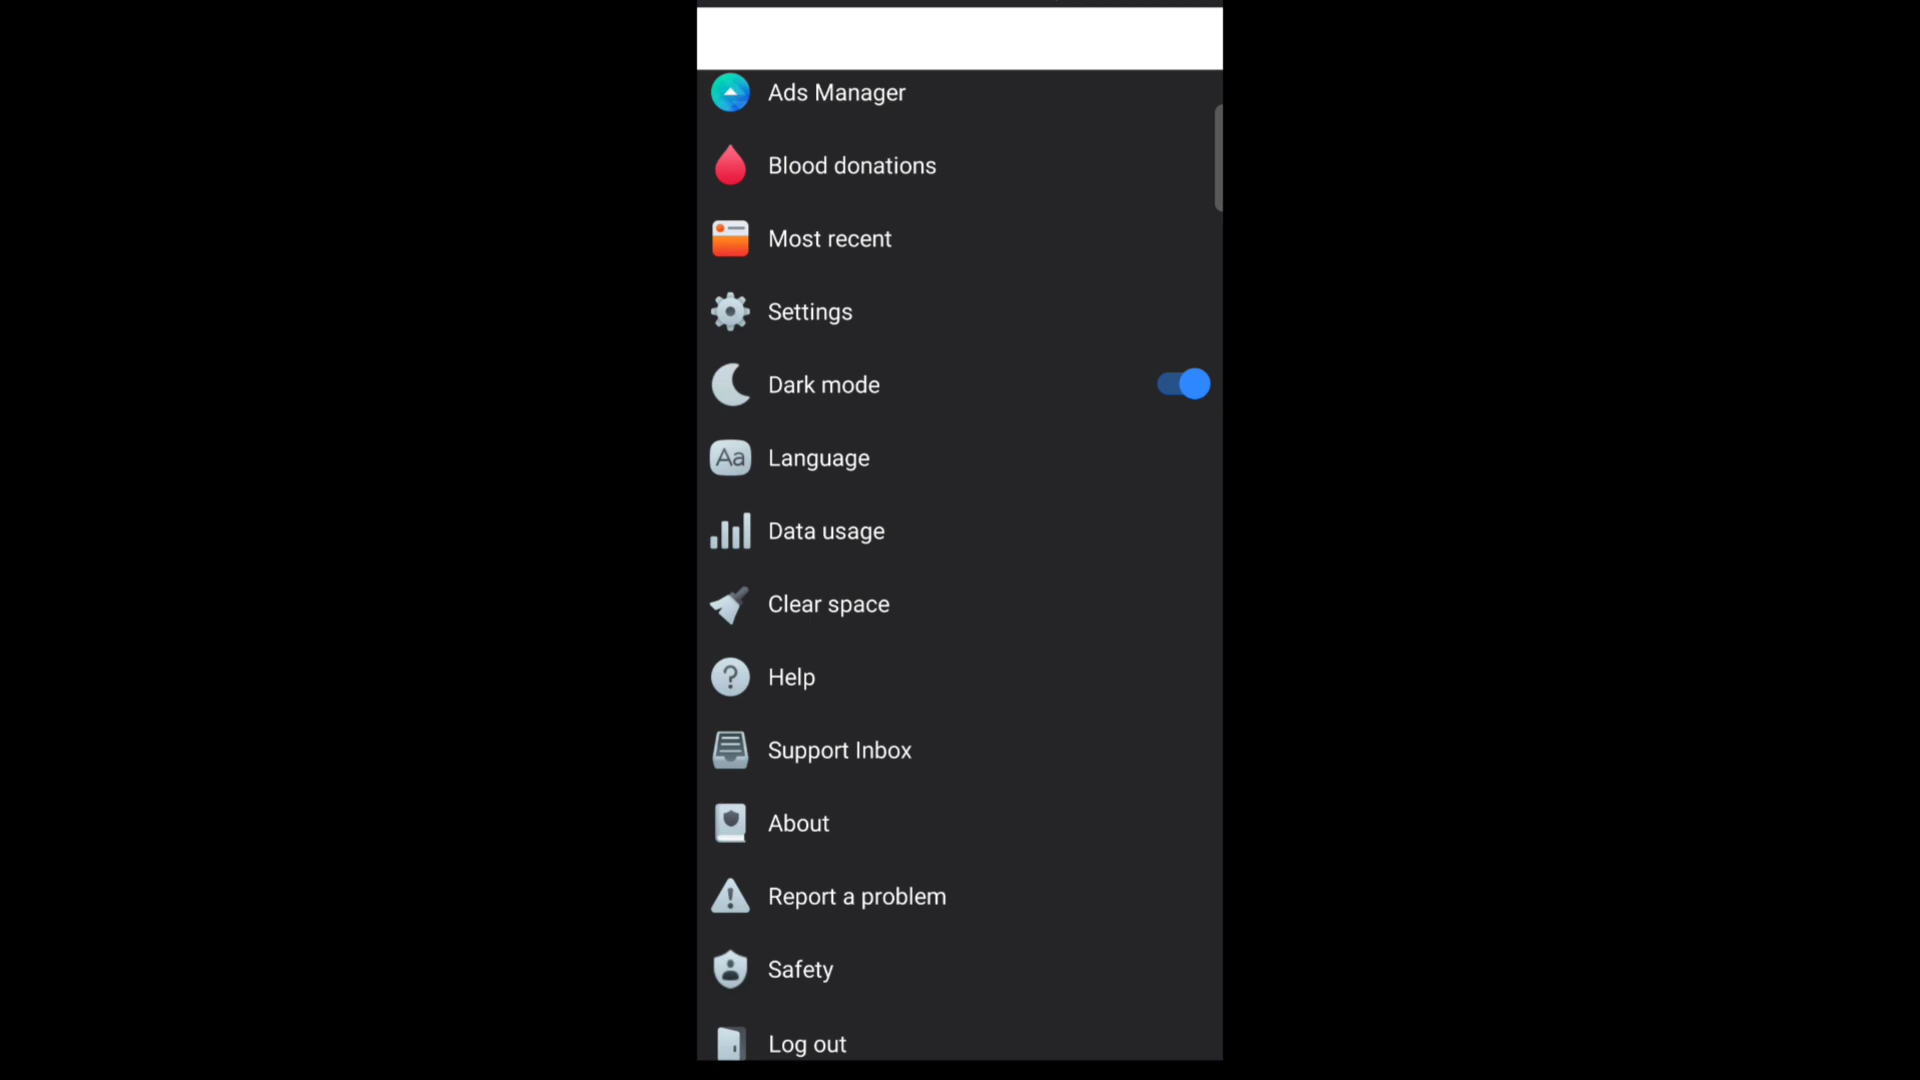 Ads Manager
Blood donations
Most recent
Settings
Dark mode
Aa Language
Data usage
Clear space
? Help
Support Inbox
About
Report a problem
Safety
Log out